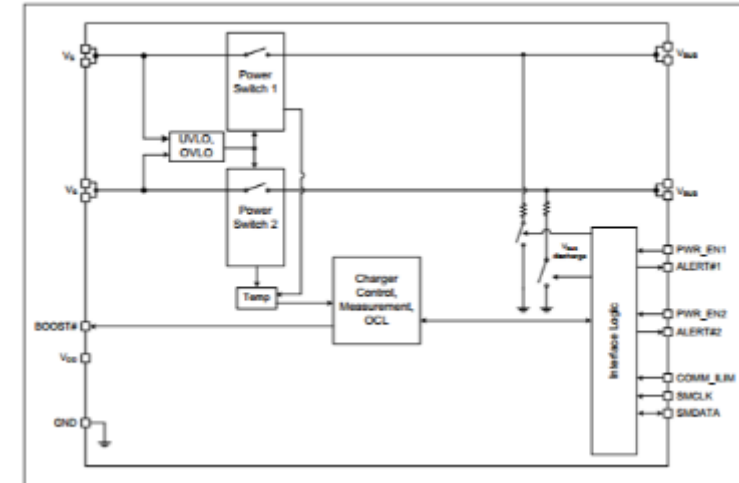 Vs
Power
Switch 1
VBUS
UVLO,
OVLO
Vs
Power
Switch 2
VBUS
VBUS
discharge
PWR_EN1
ALERT#1
Temp
Charger
Control,
Measurement,
OCL
Interface Logic
PWR_EN2
ALERT#2
BOOST#
VDD
COMM_ILIM
SMCLK
SMDATA
GND